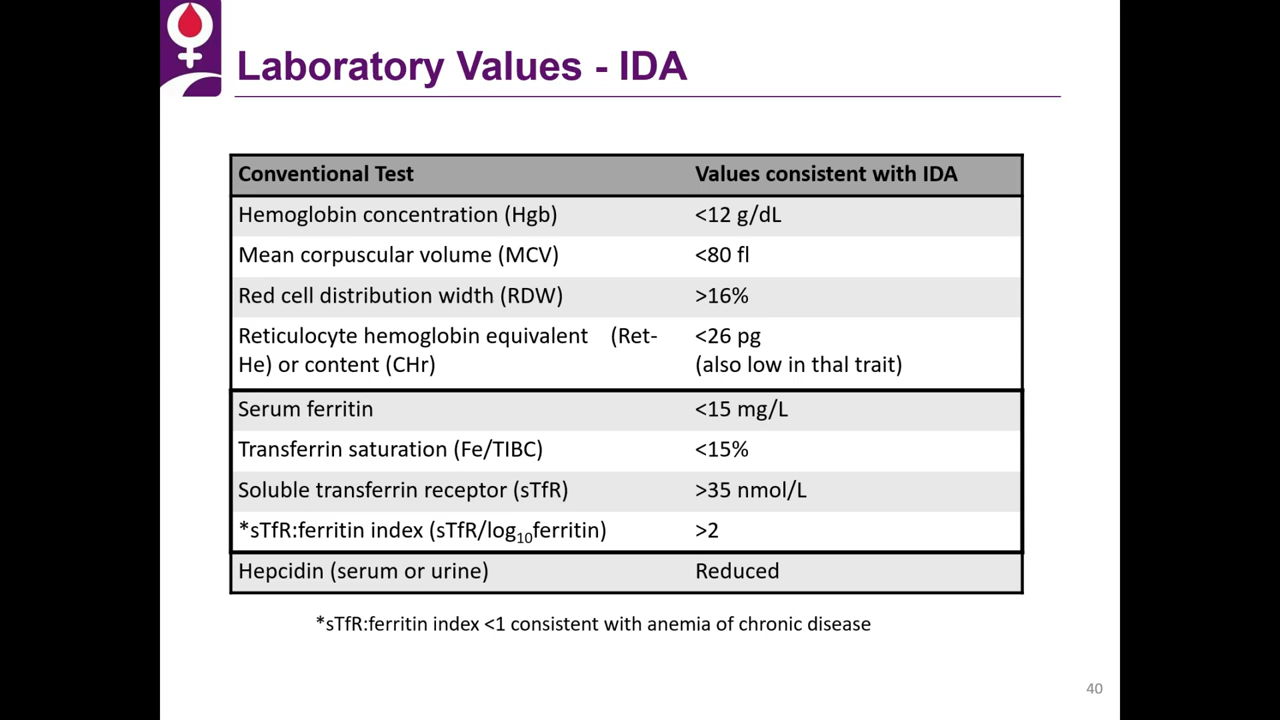 Laboratory Values - IDA
Conventional Test Values consistent with IDA
Hemoglobin concentration (Hgb) <12 g/dL
Mean corpuscular volume (MCV) <80 fl
Red cell distribution width (RDW) >16%
Reticulocyte hemoglobin equivalent (Ret- <26 pg
He) or content (CHr) (also low in thal trait)
Serum ferritin <15 mg/L
Transferrin saturation (Fe/TIBC) <15%
Soluble transferrin receptor (sTfR) >35 nmol/L
*sTfR:ferritin index (sTfR/log10ferritin) >2
Hepcidin (serum or urine) Reduced
*sTfR:ferritin index <1 consistent with anemia of chronic disease
40